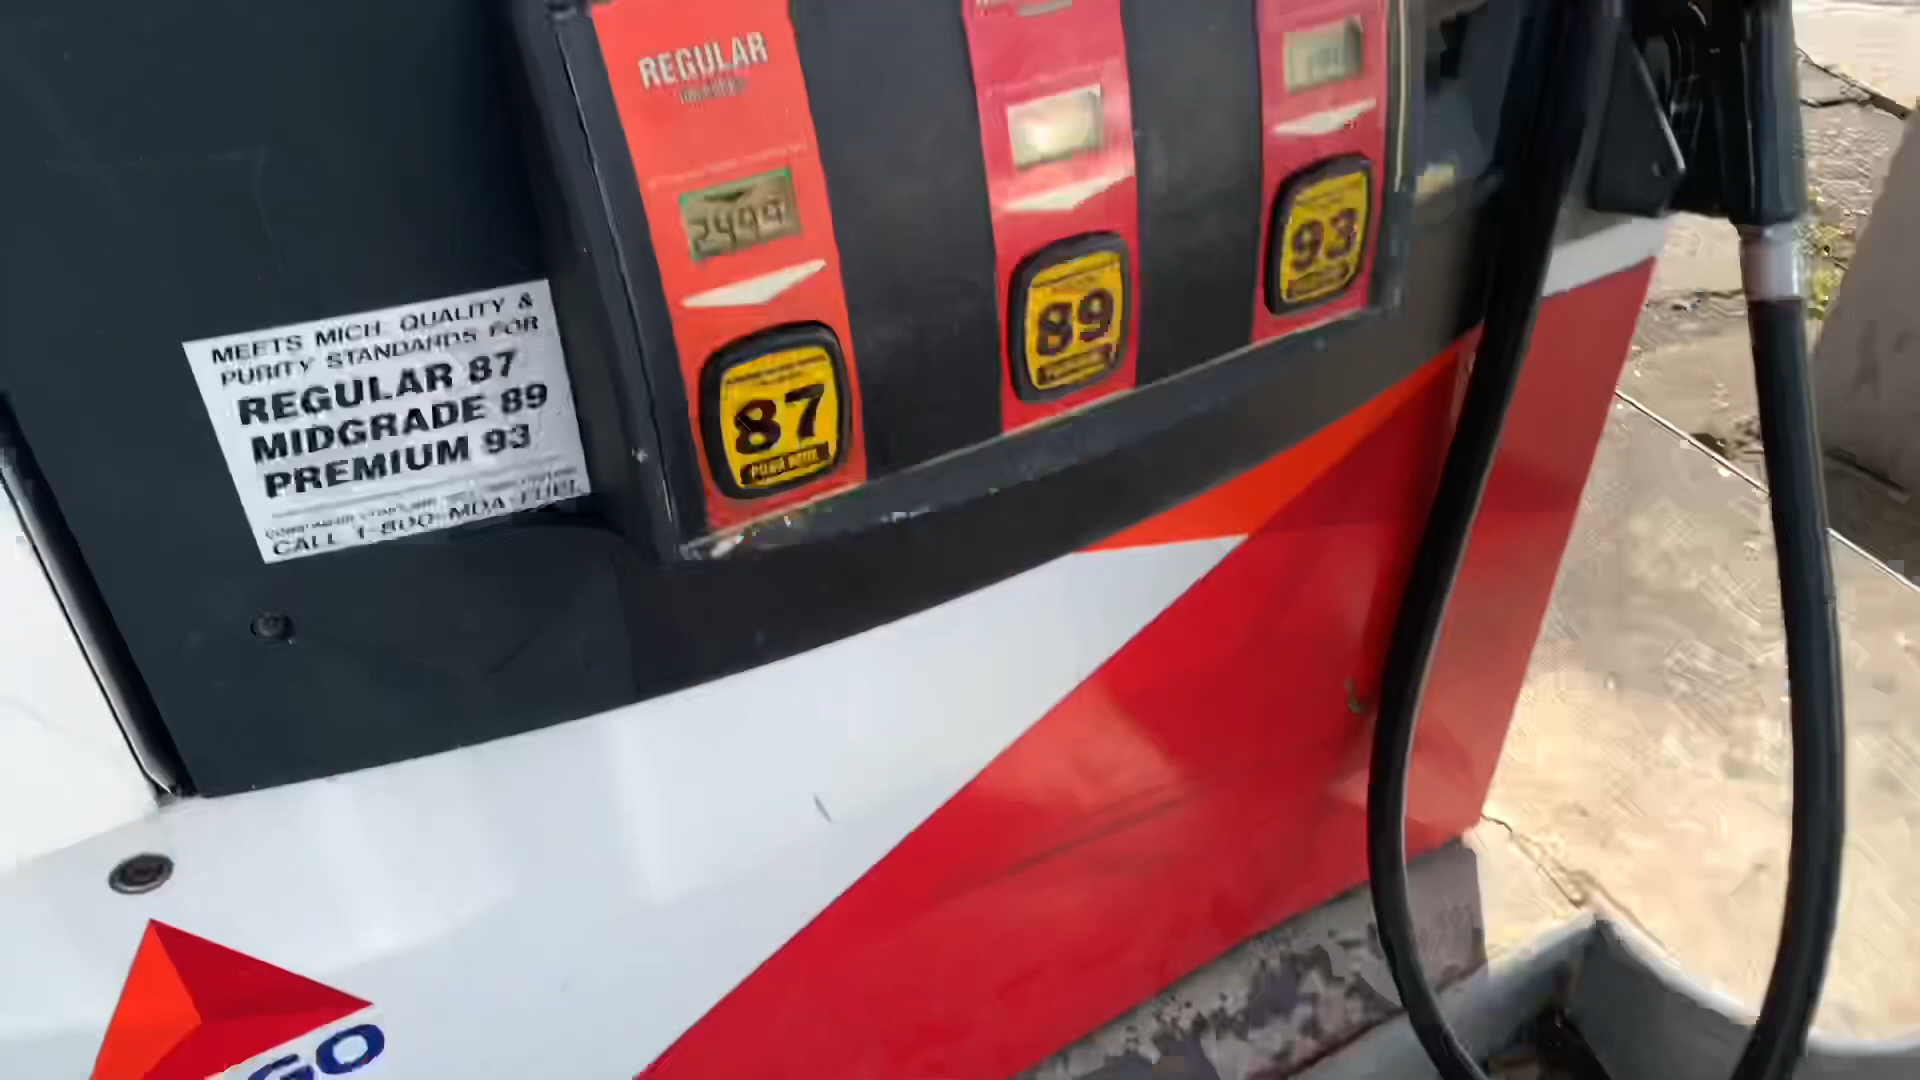 REGULAR
2499
87
89
93
MEETS MICH. QUALITY &
PURITY STANDARDS FOR
REGULAR 87
MIDGRADE 89
PREMIUM 93
CALL 1-800-MDA-FUEL
GO